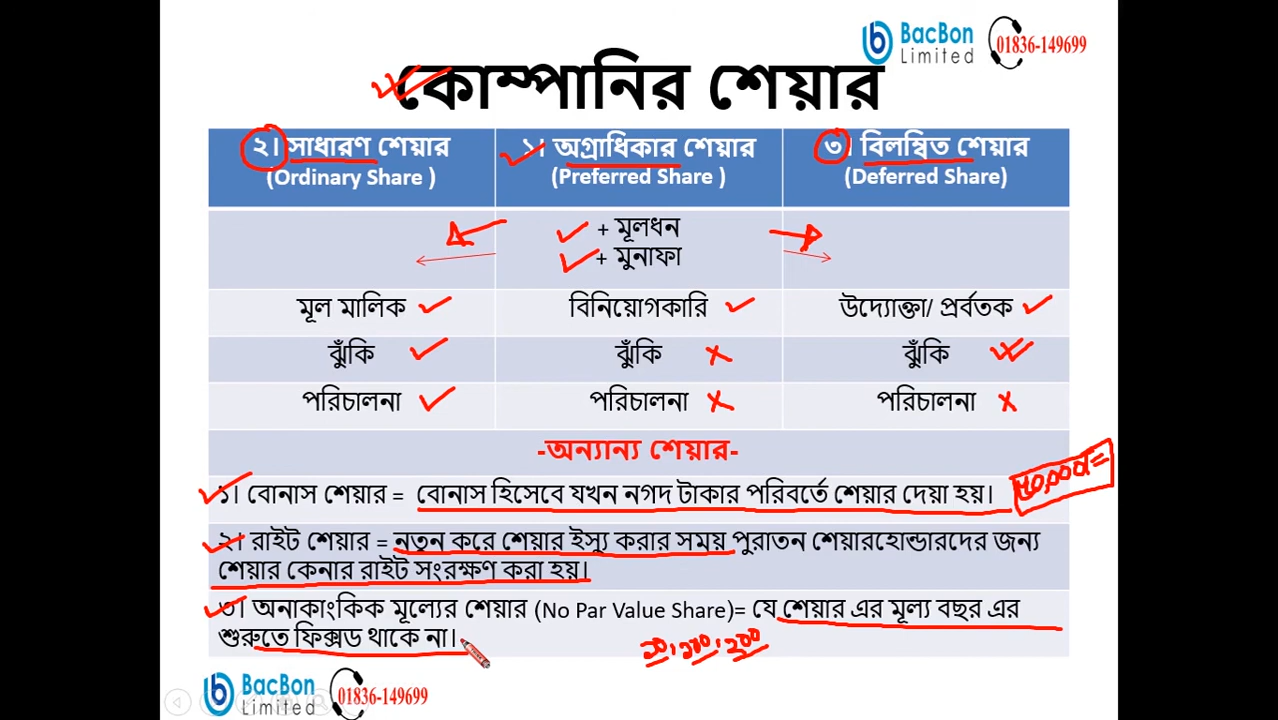 BacBon
Limited
01836-149699
কোম্পানির শেয়ার
২। সাধারণ শেয়ার
(Ordinary Share )
১। অগ্রাধিকার শেয়ার
(Preferred Share )
৩। বিলম্বিত শেয়ার
(Deferred Share)
+ মূলধন
+ মুনাফা
মূল মালিক
বিনিয়োগকারি
উদ্যোক্তা/ প্রর্বতক
ঝুঁকি
ঝুঁকি
ঝুঁকি
পরিচালনা
পরিচালনা
পরিচালনা
-অন্যান্য শেয়ার-
১। বোনাস শেয়ার = বোনাস হিসেবে যখন নগদ টাকার পরিবর্তে শেয়ার দেয়া হয়।
২। রাইট শেয়ার = নতুন করে শেয়ার ইস্যু করার সময় পুরাতন শেয়ারহোল্ডারদের জন্য
শেয়ার কেনার রাইট সংরক্ষণ করা হয়।
৩। অনাকাংকিক মূল্যের শেয়ার (No Par Value Share)= যে শেয়ার এর মূল্য বছর এর
শুরুতে ফিক্সড থাকে না।
BacBon
Limited
01836-149699